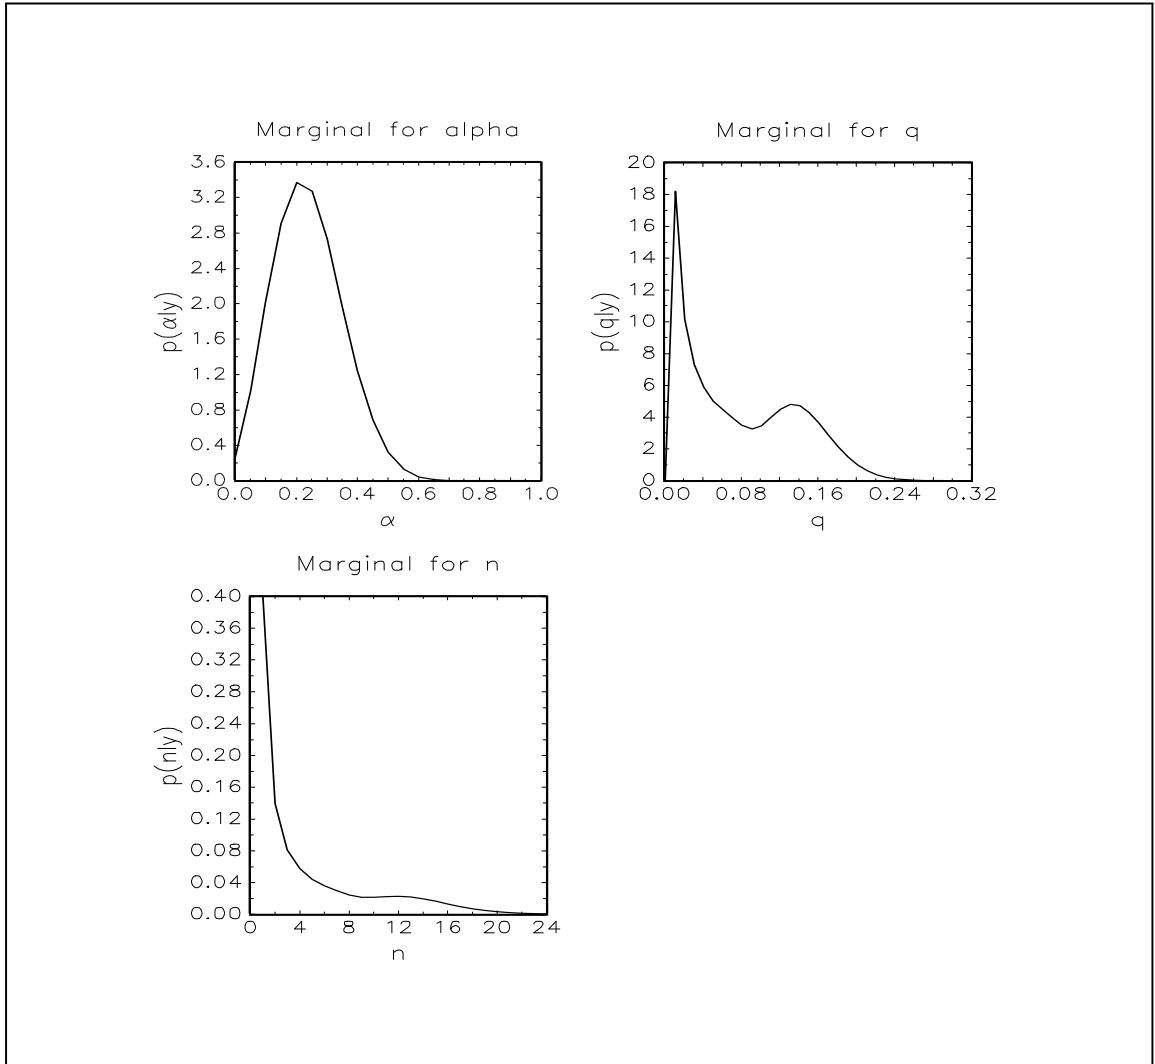 Marginal for alpha
3.6
3.2
2.8
2.4
2.0
1.6
1.2
0.8
0.4
0.0
p(α|y)
0.0 0.2 0.4 0.6 0.8 1.0
α
Marginal for q
20
18
16
14
12
10
8
6
4
2
0
p(q|y)
0.00 0.08 0.16 0.24 0.32
q
Marginal for n
0.40
0.36
0.32
0.28
0.24
0.20
0.16
0.12
0.08
0.04
0.00
p(n|y)
0 4 8 12 16 20 24
n